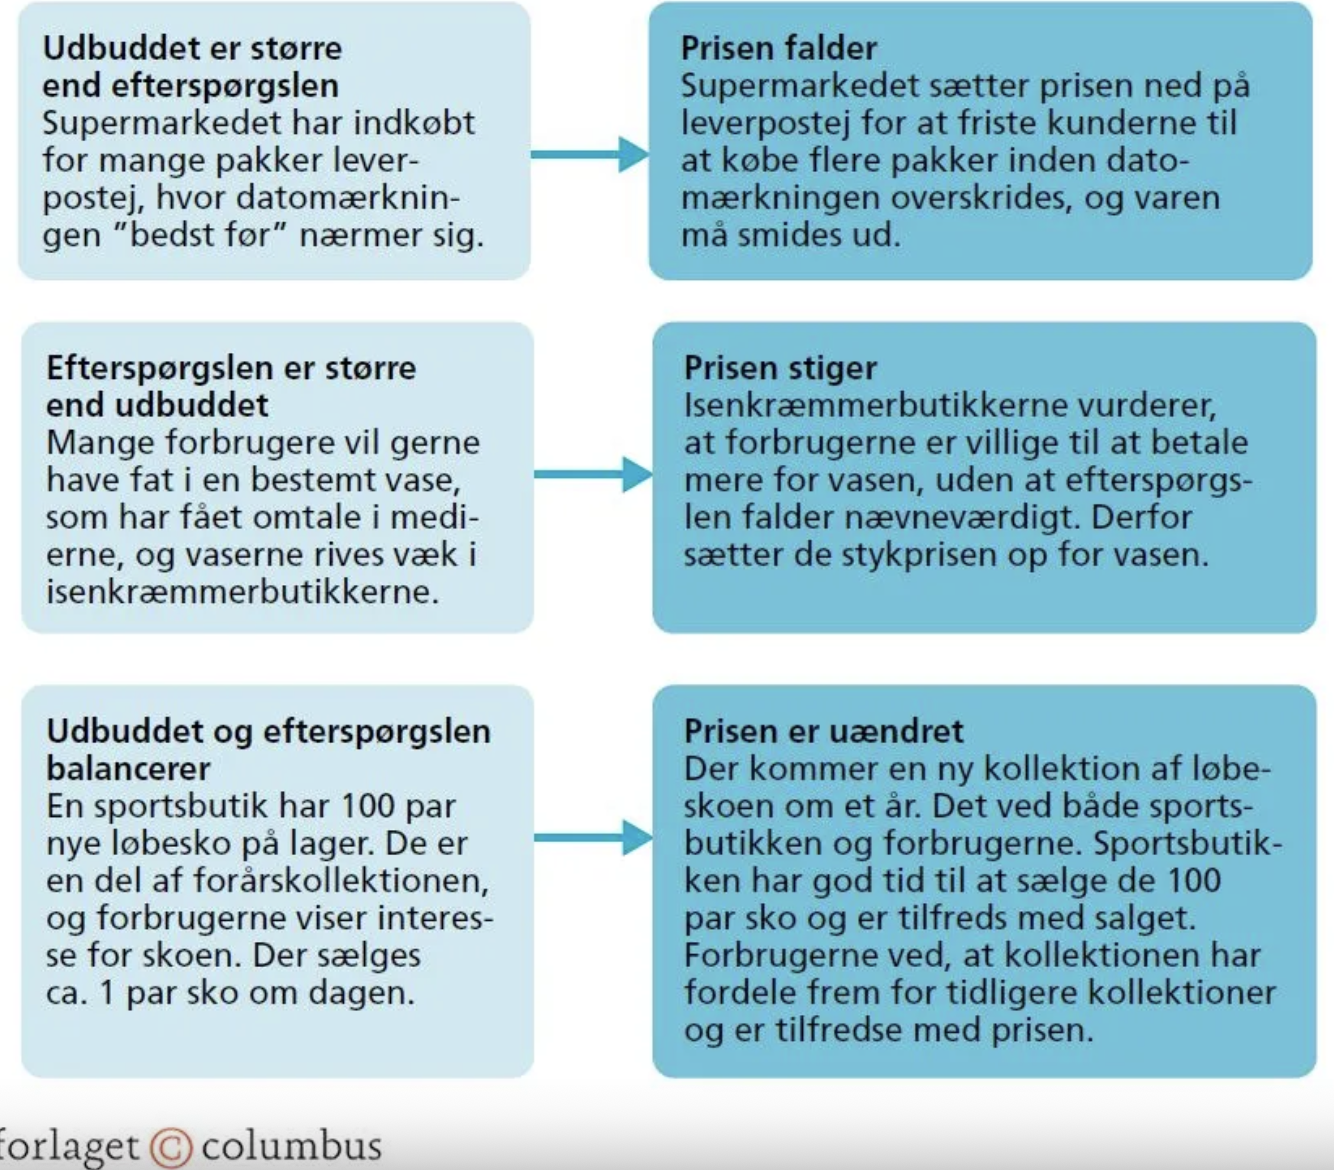 Udbuddet er større
end efterspørgslen
Supermarkedet har indkøbt
for mange pakker lever-
postej, hvor datomærknin-
gen ”bedst før” nærmer sig.
Prisen falder
Supermarkedet sætter prisen ned på
leverpostej for at friste kunderne til
at købe flere pakker inden dato-
mærkningen overskrides, og varen
må smides ud.
Efterspørgslen er større
end udbuddet
Mange forbrugere vil gerne
have fat i en bestemt vase,
som har fået omtale i medi-
erne, og vaserne rives væk i
isenkræmmerbutikkerne.
Prisen stiger
Isenkræmmerbutikkerne vurderer,
at forbrugerne er villige til at betale
mere for vasen, uden at efterspørgs-
len falder nævneværdigt. Derfor
sætter de stykprisen op for vasen.
Udbuddet og efterspørgslen
balancerer
En sportsbutik har 100 par
nye løbesko på lager. De er
en del af forårskollektionen,
og forbrugerne viser interes-
se for skoen. Der sælges
ca. 1 par sko om dagen.
Prisen er uændret
Der kommer en ny kollektion af løbe-
skoen om et år. Det ved både sports-
butikken og forbrugerne. Sportsbutik-
ken har god tid til at sælge de 100
par sko og er tilfreds med salget.
Forbrugerne ved, at kollektionen har
fordele frem for tidligere kollektioner
og er tilfredse med prisen.
forlaget © columbus